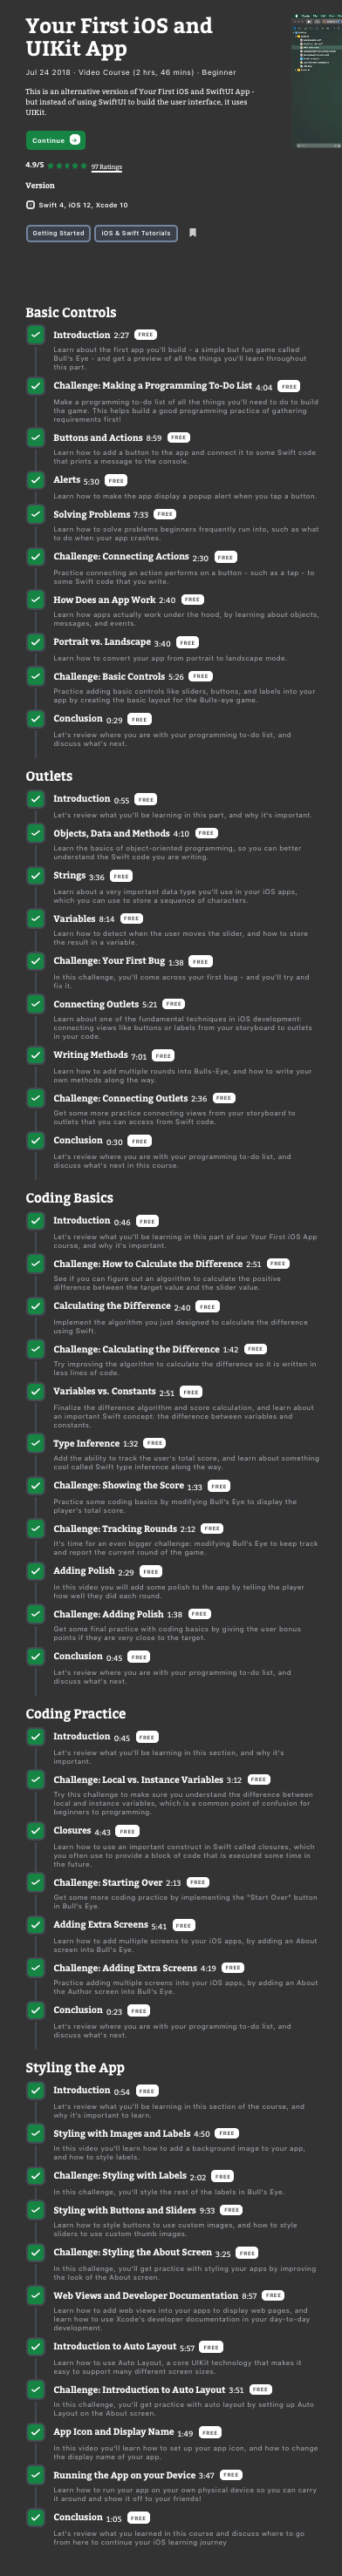 Your First iOS and
UIKit App
Jul 24 2018 · Video Course (2 hrs, 46 mins) · Beginner
This is an alternative version of Your First iOS and SwiftUI App -
but instead of using SwiftUI to build the user interface, it uses
UIKit.
Continue
4.9/5 97 Ratings
Version
Swift 4, iOS 12, Xcode 10
Getting Started iOS & Swift Tutorials
Basic Controls
Introduction 2:27 FREE
Learn about the first app you'll build - a simple but fun game called
Bull's Eye - and get a preview of all the things you'll learn throughout
this part.
Challenge: Making a Programming To-Do List 4:04 FREE
Make a programming to-do list of all the things you'll need to do to build
the game. This helps build a good programming practice of gathering
requirements first!
Buttons and Actions 8:59 FREE
Learn how to add a button to the app and connect it to some Swift code
that prints a message to the console.
Alerts 5:30 FREE
Learn how to make the app display a popup alert when you tap a button.
Solving Problems 7:33 FREE
Learn how to solve problems beginners frequently run into, such as what
to do when your app crashes.
Challenge: Connecting Actions 2:30 FREE
Practice connecting an action performs on a button - such as a tap - to
some Swift code that you write.
How Does an App Work 2:40 FREE
Learn how apps actually work under the hood, by learning about objects,
messages, and events.
Portrait vs. Landscape 3:40 FREE
Learn how to convert your app from portrait to landscape mode.
Challenge: Basic Controls 5:26 FREE
Practice adding basic controls like sliders, buttons, and labels into your
app by creating the basic layout for the Bulls-eye game.
Conclusion 0:29 FREE
Let's review where you are with your programming to-do list, and
discuss what's next.
Outlets
Introduction 0:55 FREE
Let's review what you'll be learning in this part, and why it's important.
Objects, Data and Methods 4:10 FREE
Learn the basics of object-oriented programming, so you can better
understand the Swift code you are writing.
Strings 3:36 FREE
Learn about a very important data type you'll use in your iOS apps,
which you can use to store a sequence of characters.
Variables 8:14 FREE
Learn how to detect when the user moves the slider, and how to store
the result in a variable.
Challenge: Your First Bug 1:38 FREE
In this challenge, you'll come across your first bug - and you'll try and
fix it.
Connecting Outlets 5:21 FREE
Learn about one of the fundamental techniques in iOS development:
connecting views like buttons or labels from your storyboard to outlets
in your code.
Writing Methods 7:01 FREE
Learn how to add multiple rounds into Bulls-Eye, and how to write your
own methods along the way.
Challenge: Connecting Outlets 2:36 FREE
Get some more practice connecting views from your storyboard to
outlets that you can access from Swift code.
Conclusion 0:30 FREE
Let's review where you are with your programming to-do list, and
discuss what's next in this course.
Coding Basics
Introduction 0:46 FREE
Let's review what you'll be learning in this part of our Your First iOS App
course, and why it's important.
Challenge: How to Calculate the Difference 2:51 FREE
See if you can figure out an algorithm to calculate the positive
difference between the target value and the slider value.
Calculating the Difference 2:40 FREE
Implement the algorithm you just designed to calculate the difference
using Swift.
Challenge: Calculating the Difference 1:42 FREE
Try improving the algorithm to calculate the difference so it is written in
less lines of code.
Variables vs. Constants 2:51 FREE
Finalize the difference algorithm and score calculation, and learn about
an important Swift concept: the difference between variables and
constants.
Type Inference 1:32 FREE
Add the ability to track the user's total score, and learn about something
cool called Swift type inference along the way.
Challenge: Showing the Score 1:33 FREE
Practice some coding basics by modifying Bull's Eye to display the
player's total score.
Challenge: Tracking Rounds 2:12 FREE
It's time for an even bigger challenge: modifying Bull's Eye to keep track
and report the current round of the game.
Adding Polish 2:29 FREE
In this video you will add some polish to the app by telling the player
how well they did each round.
Challenge: Adding Polish 1:38 FREE
Get some final practice with coding basics by giving the user bonus
points if they are very close to the target.
Conclusion 0:45 FREE
Let's review where you are with your programming to-do list, and
discuss what's next.
Coding Practice
Introduction 0:45 FREE
Let's review what you'll be learning in this section, and why it's
important.
Challenge: Local vs. Instance Variables 3:12 FREE
Try this challenge to make sure you understand the difference between
local and instance variables, which is a common point of confusion for
beginners to programming.
Closures 4:43 FREE
Learn how to use an important construct in Swift called closures, which
you often use to provide a block of code that is executed some time in
the future.
Challenge: Starting Over 2:13 FREE
Get some more coding practice by implementing the "Start Over" button
in Bull's Eye.
Adding Extra Screens 5:41 FREE
Learn how to add multiple screens to your iOS apps, by adding an About
screen into Bull's Eye.
Challenge: Adding Extra Screens 4:19 FREE
Practice adding multiple screens into your iOS apps, by adding an About
the Author screen into Bull's Eye.
Conclusion 0:23 FREE
Let's review where you are with your programming to-do list, and
discuss what's next.
Styling the App
Introduction 0:54 FREE
Let's review what you'll be learning in this section of the course, and
why it's important to learn.
Styling with Images and Labels 4:50 FREE
In this video you'll learn how to add a background image to your app,
and how to style labels.
Challenge: Styling with Labels 2:02 FREE
In this challenge, you'll style the rest of the labels in Bull's Eye.
Styling with Buttons and Sliders 9:33 FREE
Learn how to style buttons to use custom images, and how to style
sliders to use custom thumb images.
Challenge: Styling the About Screen 3:25 FREE
In this challenge, you'll get practice with styling your apps by improving
the look of the About screen.
Web Views and Developer Documentation 8:57 FREE
Learn how to add web views into your apps to display web pages, and
learn how to use Xcode's developer documentation in your day-to-day
development.
Introduction to Auto Layout 5:57 FREE
Learn how to use Auto Layout, a core UIKit technology that makes it
easy to support many different screen sizes.
Challenge: Introduction to Auto Layout 3:51 FREE
In this challenge, you'll get practice with auto layout by setting up Auto
Layout on the About screen.
App Icon and Display Name 1:49 FREE
In this video you'll learn how to set up your app icon, and how to change
the display name of your app.
Running the App on your Device 3:47 FREE
Learn how to run your app on your own physical device so you can carry
it around and show it off to your friends!
Conclusion 1:05 FREE
Let's review what you learned in this course and discuss where to go
from here to continue your iOS learning journey